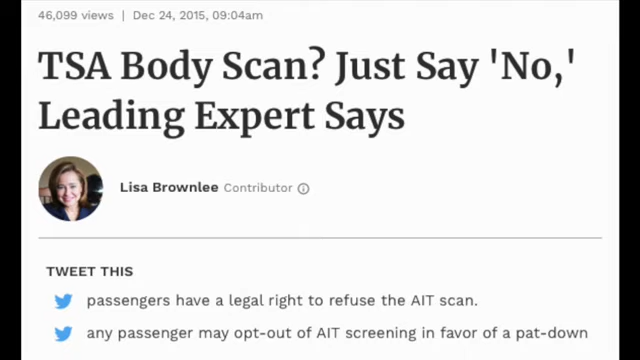 46,099 views | Dec 24, 2015, 09:04am
TSA Body Scan? Just Say 'No,'
Leading Expert Says
Lisa Brownlee Contributor
TWEET THIS
passengers have a legal right to refuse the AIT scan.
any passenger may opt-out of AIT screening in favor of a pat-down